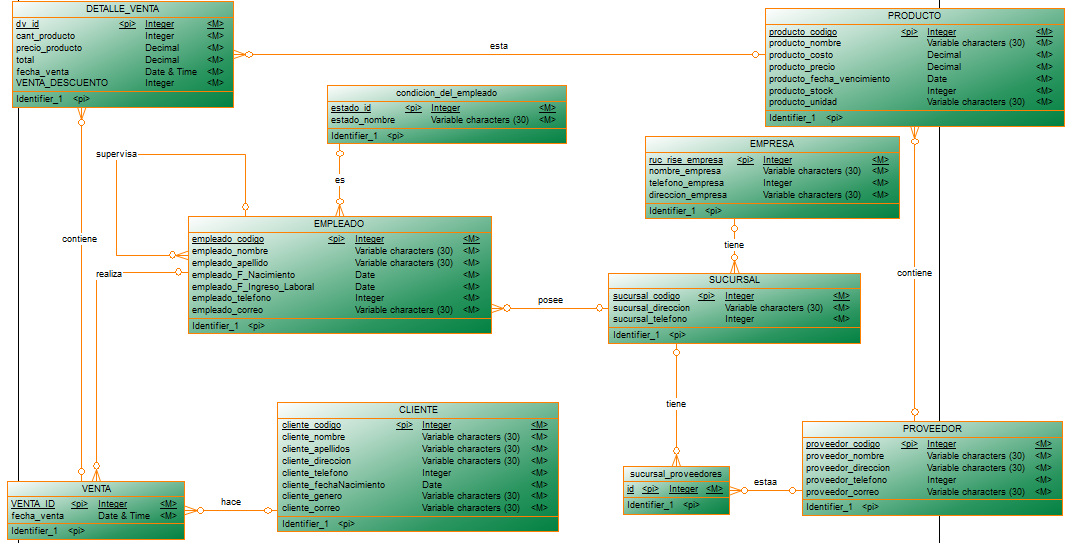 DETALLE_VENTA
dv_id <pi> Integer <M>
cant_producto Integer <M>
precio_producto Decimal <M>
total Decimal <M>
fecha_venta Date & Time <M>
VENTA_DESCUENTO Integer <M>
Identifier_1 <pi>
esta
PRODUCTO
producto_codigo <pi> Integer <M>
producto_nombre Variable characters (30) <M>
producto_costo Decimal <M>
producto_precio Decimal <M>
producto_fecha_vencimiento Date <M>
producto_stock Integer <M>
producto_unidad Variable characters (30) <M>
Identifier_1 <pi>
condicion_del_empleado
estado_id <pi> Integer <M>
estado_nombre Variable characters (30) <M>
Identifier_1 <pi>
supervisa
es
EMPRESA
ruc_rise_empresa <pi> Integer <M>
nombre_empresa Variable characters (30) <M>
telefono_empresa Integer <M>
direccion_empresa Variable characters (30) <M>
Identifier_1 <pi>
contiene
realiza
EMPLEADO
empleado_codigo <pi> Integer <M>
empleado_nombre Variable characters (30) <M>
empleado_apellido Variable characters (30) <M>
empleado_F_Nacimiento Date <M>
empleado_F_Ingreso_Laboral Date <M>
empleado_telefono Integer <M>
empleado_correo Variable characters (30) <M>
Identifier_1 <pi>
tiene
contiene
posee
SUCURSAL
sucursal_codigo <pi> Integer <M>
sucursal_direccion Variable characters (30) <M>
sucursal_telefono Integer <M>
Identifier_1 <pi>
tiene
CLIENTE
cliente_codigo <pi> Integer <M>
cliente_nombre Variable characters (30) <M>
cliente_apellidos Variable characters (30) <M>
cliente_direccion Variable characters (30) <M>
cliente_telefono Integer <M>
cliente_fechaNacimiento Date <M>
cliente_genero Variable characters (30) <M>
cliente_correo Variable characters (30) <M>
Identifier_1 <pi>
PROVEEDOR
proveedor_codigo <pi> Integer <M>
proveedor_nombre Variable characters (30) <M>
proveedor_direccion Variable characters (30) <M>
proveedor_telefono Integer <M>
proveedor_correo Variable characters (30) <M>
Identifier_1 <pi>
sucursal_proveedores
id <pi> Integer <M>
Identifier_1 <pi>
estaa
VENTA
VENTA_ID <pi> Integer <M>
fecha_venta Date & Time <M>
Identifier_1 <pi>
hace